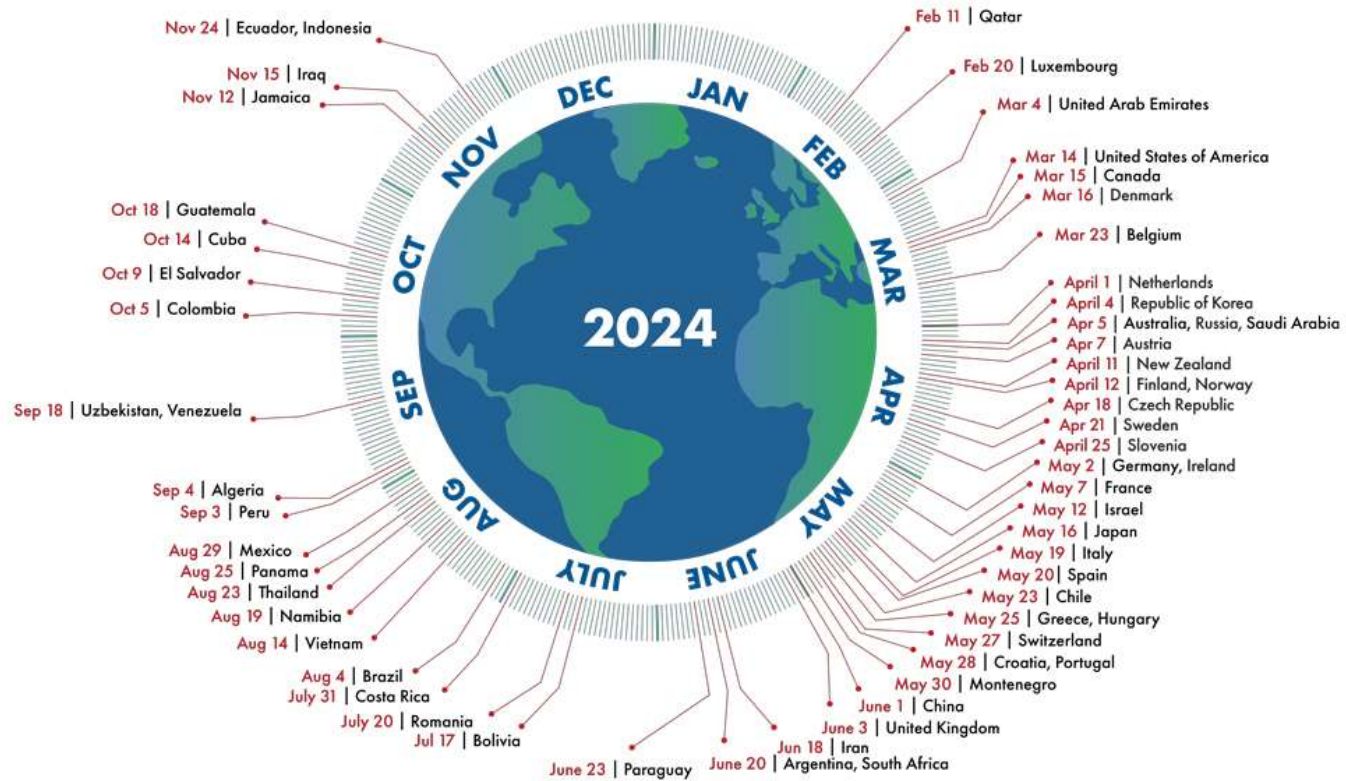 Feb 11 | Qatar
Feb 20 | Luxembourg
Mar 4 | United Arab Emirates
Mar 14 | United States of America
Mar 15 | Canada
Mar 16 | Denmark
Mar 23 | Belgium
April 1 | Netherlands
April 4 | Republic of Korea
Apr 5 | Australia, Russia, Saudi Arabia
Apr 7 | Austria
April 11 | New Zealand
April 12 | Finland, Norway
Apr 18 | Czech Republic
Apr 21 | Sweden
April 25 | Slovenia
May 2 | Germany, Ireland
May 7 | France
May 12 | Israel
May 16 | Japan
May 19 | Italy
May 20 | Spain
May 23 | Chile
May 25 | Greece, Hungary
May 27 | Switzerland
May 28 | Croatia, Portugal
May 30 | Montenegro
June 1 | China
June 3 | United Kingdom
Jun 18 | Iran
June 20 | Argentina, South Africa
June 23 | Paraguay
Jul 17 | Bolivia
July 20 | Romania
July 31 | Costa Rica
Aug 4 | Brazil
Aug 14 | Vietnam
Aug 19 | Namibia
Aug 23 | Thailand
Aug 25 | Panama
Aug 29 | Mexico
Sep 3 | Peru
Sep 4 | Algeria
Sep 18 | Uzbekistan, Venezuela
Oct 5 | Colombia
Oct 9 | El Salvador
Oct 14 | Cuba
Oct 18 | Guatemala
Nov 12 | Jamaica
Nov 15 | Iraq
Nov 24 | Ecuador, Indonesia
JAN
FEB
MAR
APR
MAY
JUNE
JULY
AUG
SEP
OCT
NOV
DEC
2024